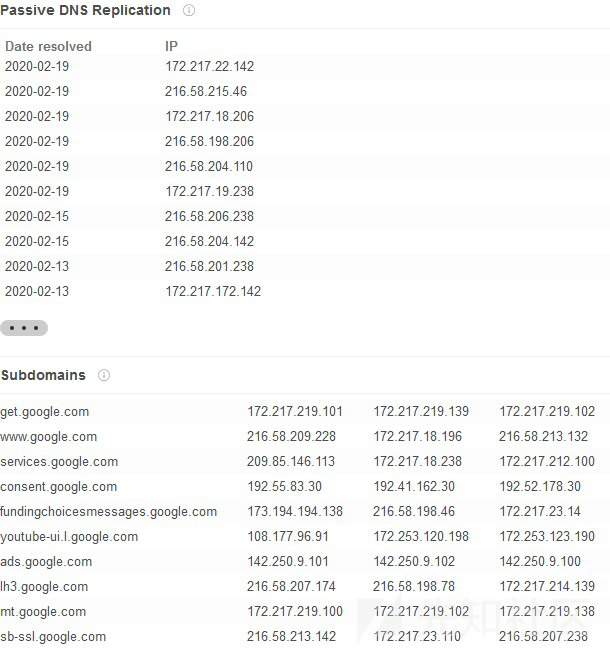 Passive DNS Replication
Date resolved IP
2020-02-19 172.217.22.142
2020-02-19 216.58.215.46
2020-02-19 172.217.18.206
2020-02-19 216.58.198.206
2020-02-19 216.58.204.110
2020-02-19 172.217.19.238
2020-02-15 216.58.206.238
2020-02-15 216.58.204.142
2020-02-13 216.58.201.238
2020-02-13 172.217.172.142
Subdomains
get.google.com 172.217.219.101 172.217.219.139 172.217.219.102
www.google.com 216.58.209.228 172.217.18.196 216.58.213.132
services.google.com 209.85.146.113 172.217.18.238 172.217.212.100
consent.google.com 192.55.83.30 192.41.162.30 192.52.178.30
fundingchoicesmessages.google.com 173.194.194.138 216.58.198.46 172.217.23.14
youtube-ui.l.google.com 108.177.96.91 172.253.120.198 172.253.123.190
ads.google.com 142.250.9.101 142.250.9.102 142.250.9.100
lh3.google.com 216.58.207.174 216.58.198.78 172.217.214.139
mt.google.com 172.217.219.100 172.217.219.102 172.217.219.138
sb-ssl.google.com 216.58.213.142 172.217.23.110 216.58.207.238